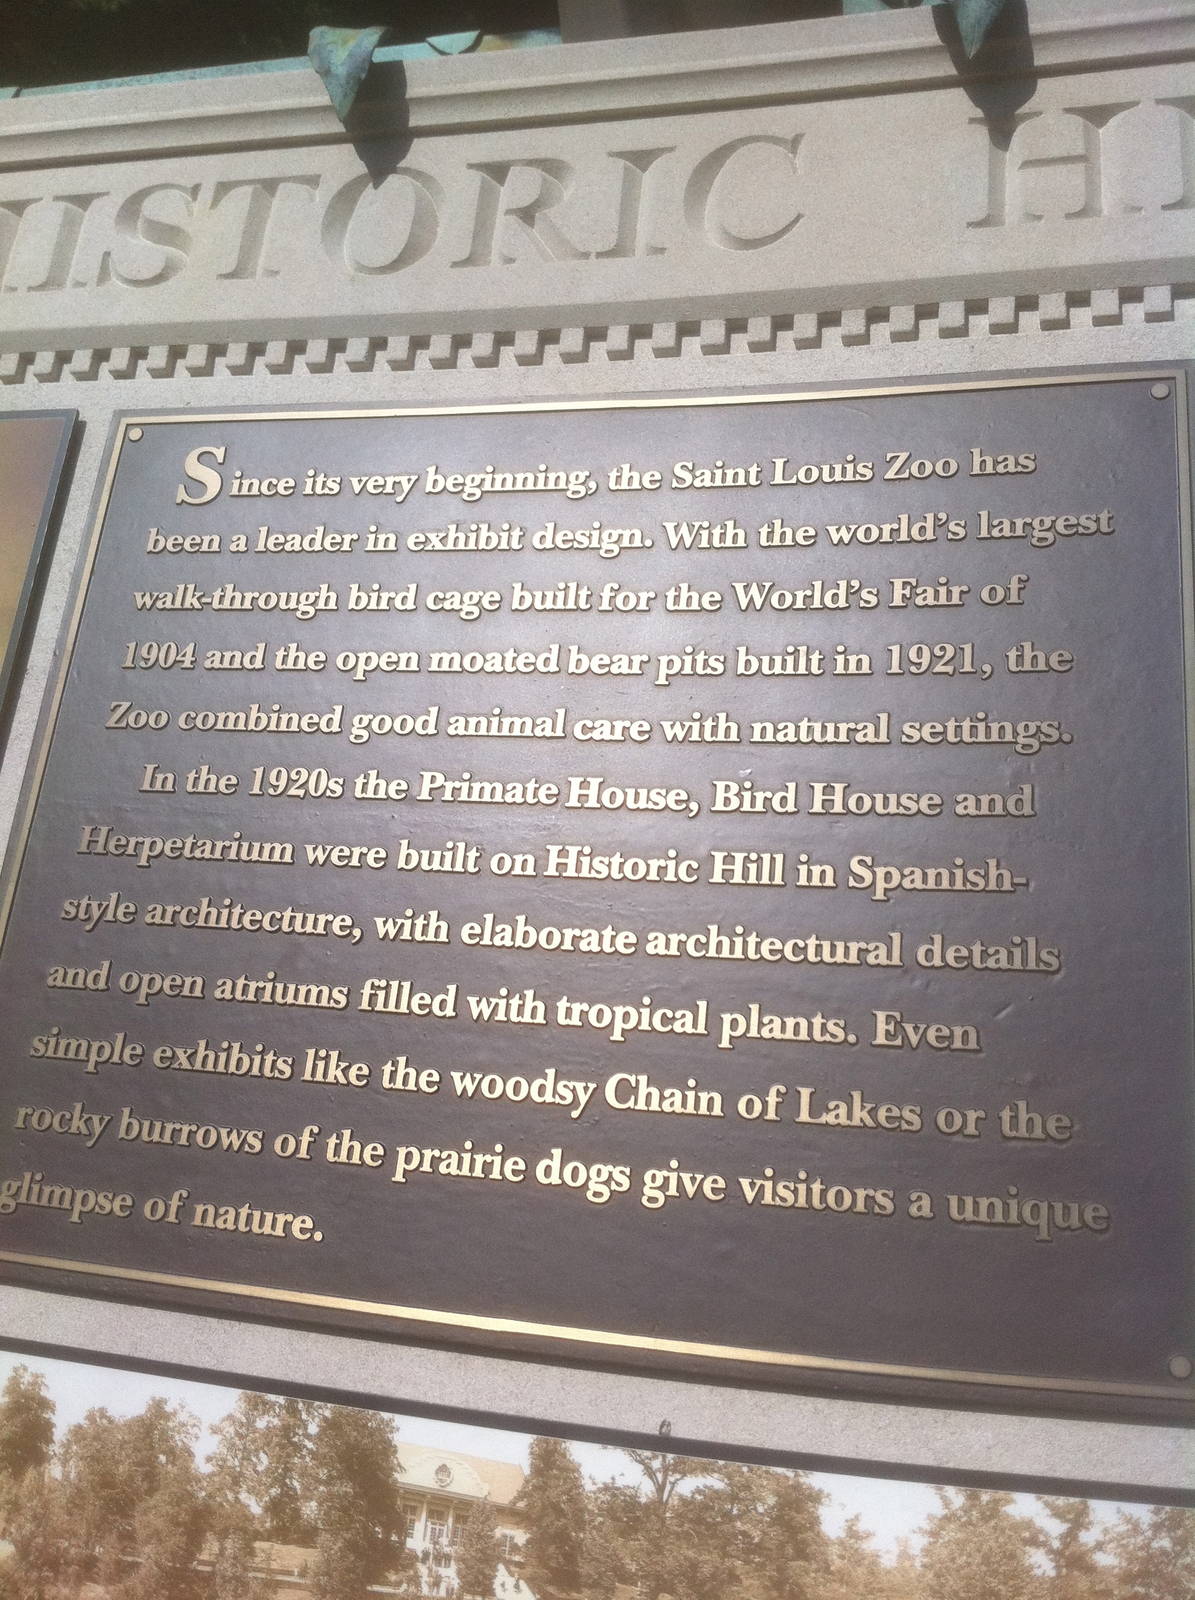 HISTORIC HI
Since its very beginning, the Saint Louis Zoo has
been a leader in exhibit design. With the world's largest
walk-through bird cage built for the World's Fair of
1904 and the open moated bear pits built in 1921, the
Zoo combined good animal care with natural settings.
In the 1920s the Primate House, Bird House and
Herpetarium were built on Historic Hill in Spanish-
style architecture, with elaborate architectural details
and open atriums filled with tropical plants. Even
simple exhibits like the woodsy Chain of Lakes or the
rocky burrows of the prairie dogs give visitors a unique
glimpse of nature.